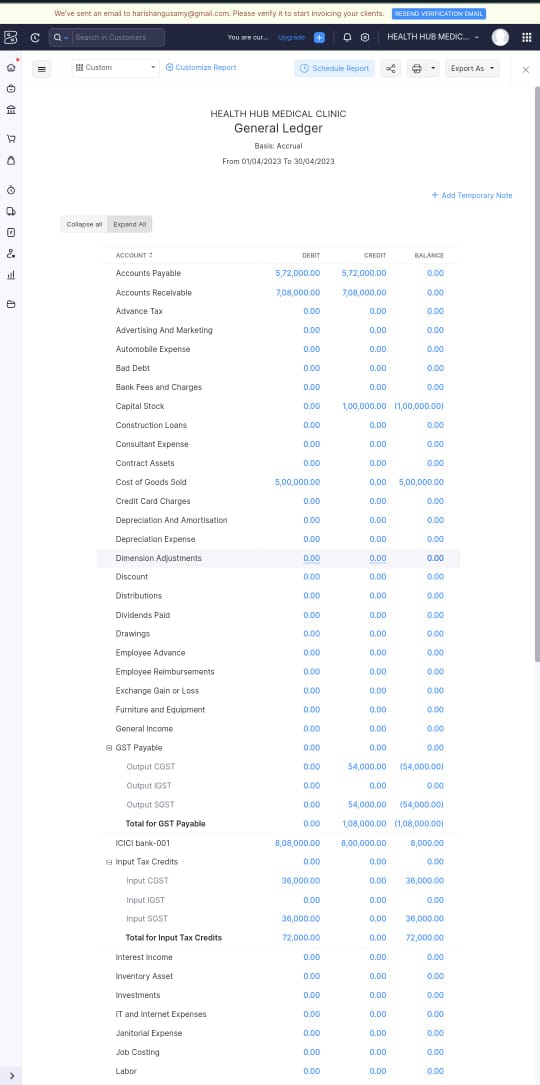 We've sent an email to harishangusamy@gmail.com. Please verify it to start invoicing your clients. RESEND VERIFICATION EMAIL
Search in Customers You are cur... Upgrade HEALTH HUB MEDIC...
Custom Customize Report Schedule Report Export As
HEALTH HUB MEDICAL CLINIC
General Ledger
Basis: Accrual
From 01/04/2023 To 30/04/2023
+ Add Temporary Note
Collapse all Expand All
ACCOUNT DEBIT CREDIT BALANCE
Accounts Payable 5,72,000.00 5,72,000.00 0.00
Accounts Receivable 7,08,000.00 7,08,000.00 0.00
Advance Tax 0.00 0.00 0.00
Advertising And Marketing 0.00 0.00 0.00
Automobile Expense 0.00 0.00 0.00
Bad Debt 0.00 0.00 0.00
Bank Fees and Charges 0.00 0.00 0.00
Capital Stock 0.00 1,00,000.00 (1,00,000.00)
Construction Loans 0.00 0.00 0.00
Consultant Expense 0.00 0.00 0.00
Contract Assets 0.00 0.00 0.00
Cost of Goods Sold 5,00,000.00 0.00 5,00,000.00
Credit Card Charges 0.00 0.00 0.00
Depreciation And Amortisation 0.00 0.00 0.00
Depreciation Expense 0.00 0.00 0.00
Dimension Adjustments 0.00 0.00 0.00
Discount 0.00 0.00 0.00
Distributions 0.00 0.00 0.00
Dividends Paid 0.00 0.00 0.00
Drawings 0.00 0.00 0.00
Employee Advance 0.00 0.00 0.00
Employee Reimbursements 0.00 0.00 0.00
Exchange Gain or Loss 0.00 0.00 0.00
Furniture and Equipment 0.00 0.00 0.00
General Income 0.00 0.00 0.00
GST Payable 0.00 0.00 0.00
Output CGST 0.00 54,000.00 (54,000.00)
Output IGST 0.00 0.00 0.00
Output SGST 0.00 54,000.00 (54,000.00)
Total for GST Payable 0.00 1,08,000.00 (1,08,000.00)
ICICI bank-001 8,08,000.00 8,00,000.00 8,000.00
Input Tax Credits 0.00 0.00 0.00
Input CGST 36,000.00 0.00 36,000.00
Input IGST 0.00 0.00 0.00
Input SGST 36,000.00 0.00 36,000.00
Total for Input Tax Credits 72,000.00 0.00 72,000.00
Interest Income 0.00 0.00 0.00
Inventory Asset 0.00 0.00 0.00
Investments 0.00 0.00 0.00
IT and Internet Expenses 0.00 0.00 0.00
Janitorial Expense 0.00 0.00 0.00
Job Costing 0.00 0.00 0.00
Labor 0.00 0.00 0.00